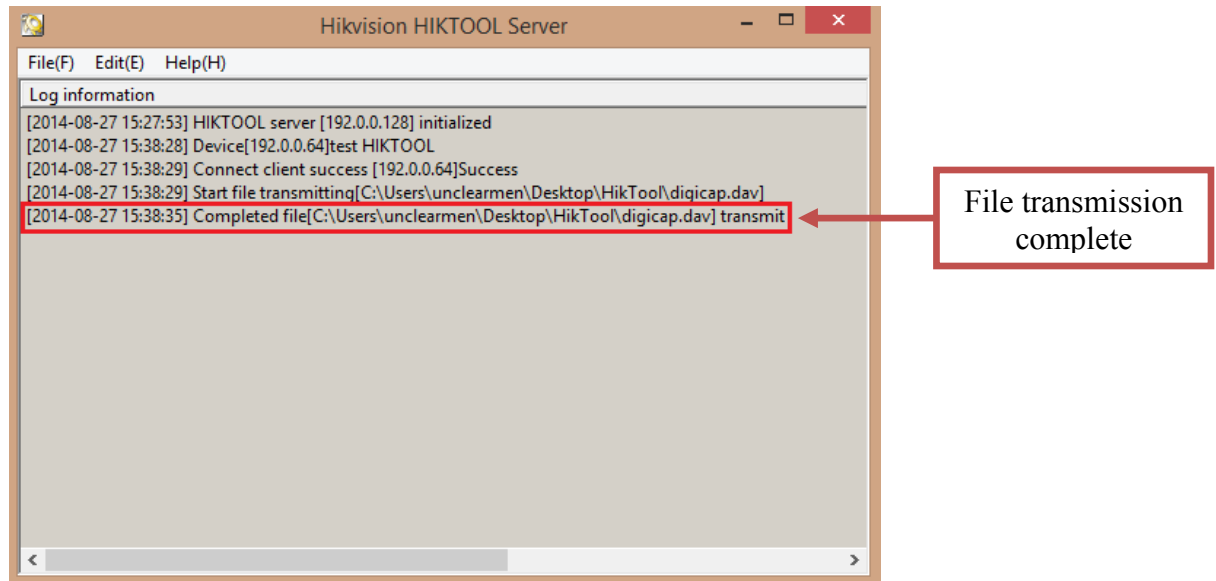 Hikvision HIKTOOL Server
File(F) Edit(E) Help(H)
Log information
[2014-08-27 15:27:53] HIKTOOL server [192.0.0.128] initialized
[2014-08-27 15:38:28] Device[192.0.0.64]test HIKTOOL
[2014-08-27 15:38:29] Connect client success [192.0.0.64]Success
[2014-08-27 15:38:29] Start file transmitting[C:\Users\unclearmen\Desktop\HikTool\digicap.dav]
[2014-08-27 15:38:35] Completed file[C:\Users\unclearmen\Desktop\HikTool\digicap.dav] transmit
File transmission
complete